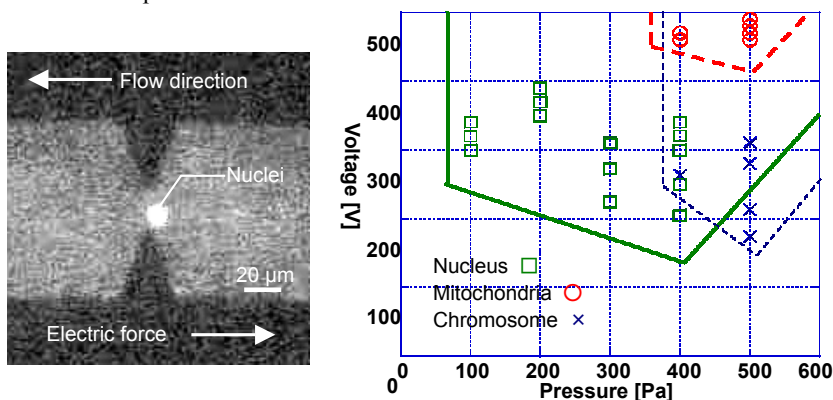 Flow direction
Nuclei
20 µm
Electric force
500
400
300
200
100
0
Voltage [V]
Nucleus
Mitochondria
Chromosome
100 200 300 400 500 600
Pressure [Pa]